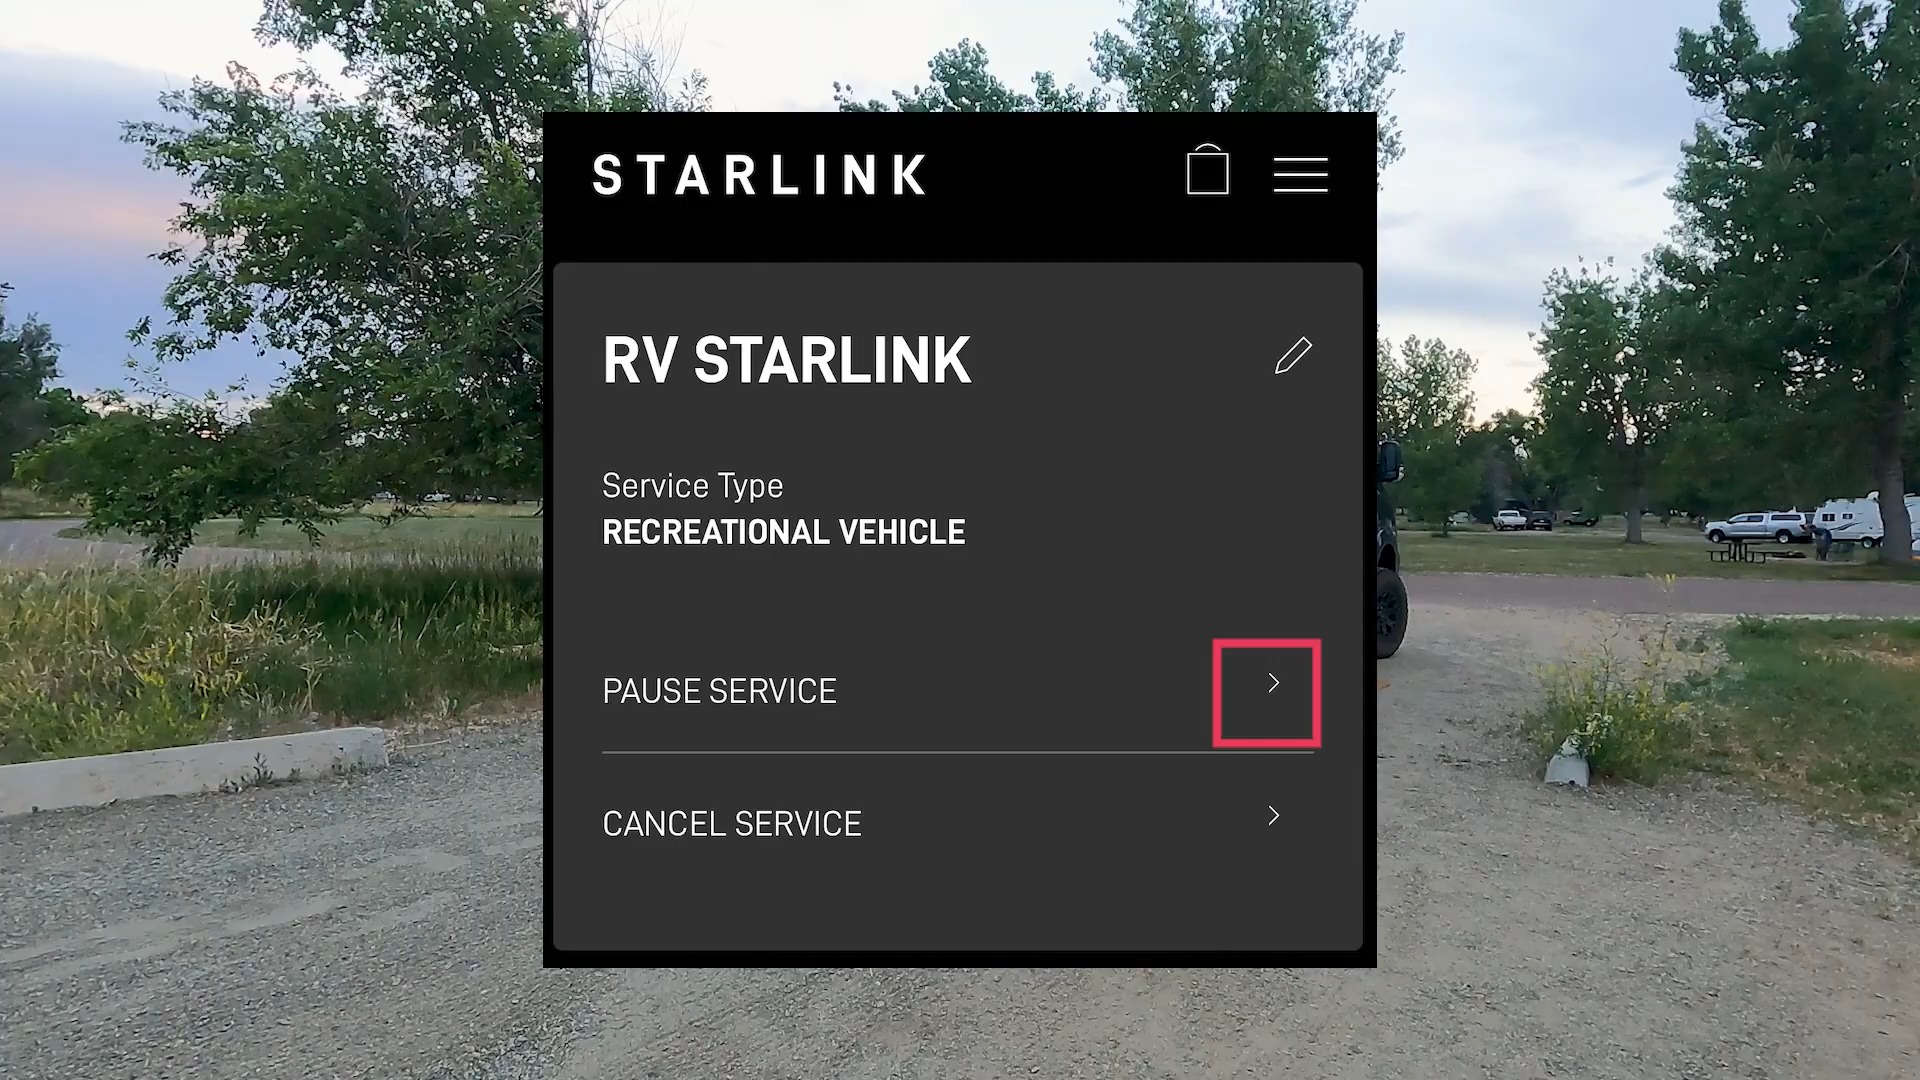 STARLINK
RV STARLINK
Service Type
RECREATIONAL VEHICLE
PAUSE SERVICE
CANCEL SERVICE